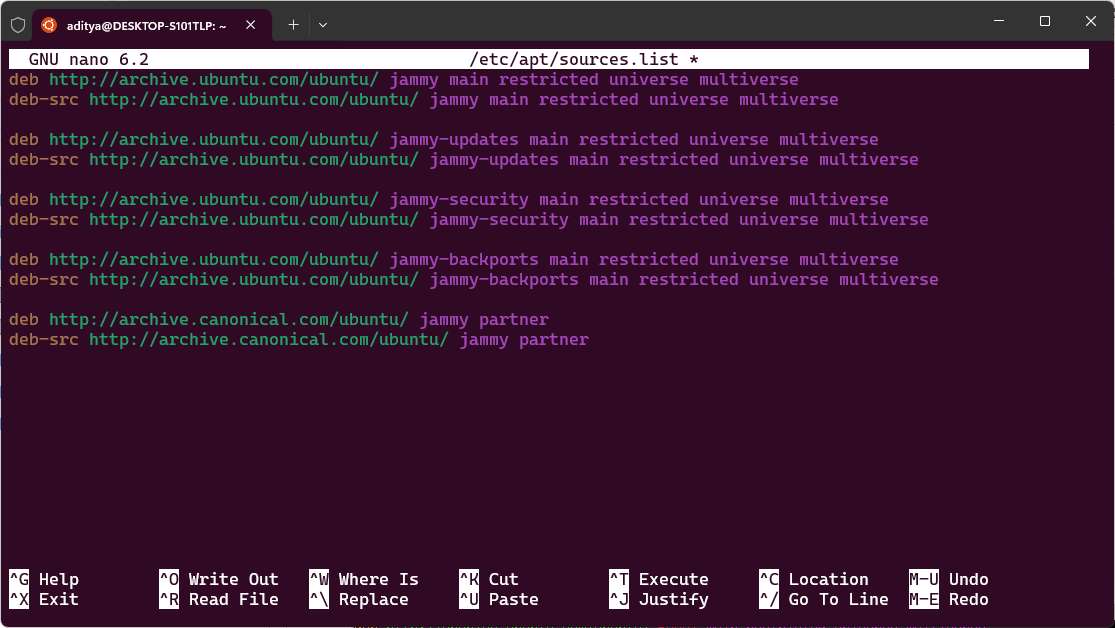 aditya@DESKTOP-S101TLP: ~
GNU nano 6.2 /etc/apt/sources.list *
deb http://archive.ubuntu.com/ubuntu/ jammy main restricted universe multiverse
deb-src http://archive.ubuntu.com/ubuntu/ jammy main restricted universe multiverse
deb http://archive.ubuntu.com/ubuntu/ jammy-updates main restricted universe multiverse
deb-src http://archive.ubuntu.com/ubuntu/ jammy-updates main restricted universe multiverse
deb http://archive.ubuntu.com/ubuntu/ jammy-security main restricted universe multiverse
deb-src http://archive.ubuntu.com/ubuntu/ jammy-security main restricted universe multiverse
deb http://archive.ubuntu.com/ubuntu/ jammy-backports main restricted universe multiverse
deb-src http://archive.ubuntu.com/ubuntu/ jammy-backports main restricted universe multiverse
deb http://archive.canonical.com/ubuntu/ jammy partner
deb-src http://archive.canonical.com/ubuntu/ jammy partner
^G Help ^O Write Out ^W Where Is ^K Cut ^T Execute ^C Location M-U Undo
^X Exit ^R Read File ^\ Replace ^U Paste ^J Justify ^/ Go To Line M-E Redo